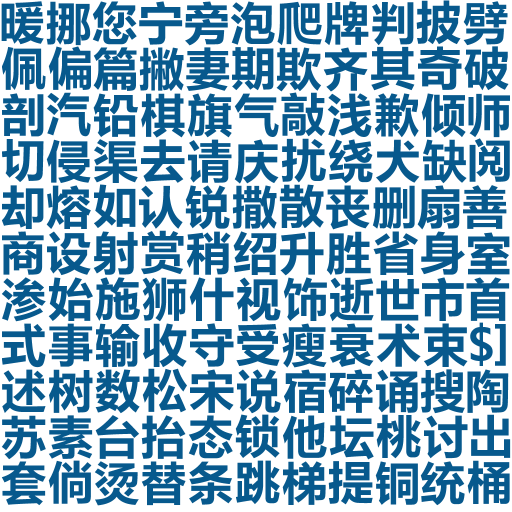 暖挪您宁旁泡爬牌判披劈
佩偏篇撇妻期欺齐其奇破
剖汽铅棋旗气敲浅歉倾师
切侵渠去请庆扰绕犬缺阅
却熔如认锐撒散丧删扇善
商设射赏稍绍升胜省身室
渗始施狮什视饰逝世市首
式事输收守受瘦衰术束$]
述树数松宋说宿碎诵搜陶
苏素台抬态锁他坛桃讨出
套倘烫替条跳梯提铜统桶